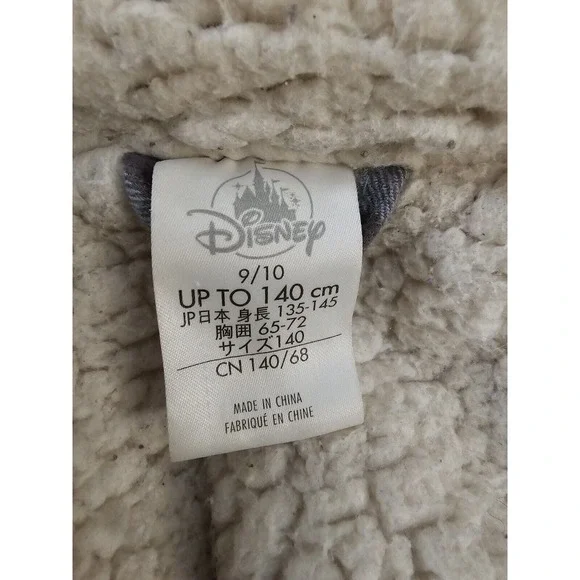 Disney
9/10
UP TO 140 cm
JP日本 身長 135-145
胸囲 65-72
サイズ140
CN 140/68
MADE IN CHINA
FABRIQUÉ EN CHINE